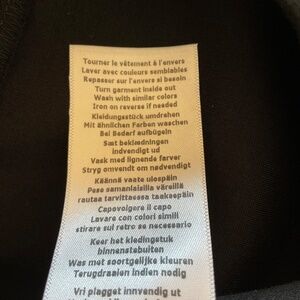 Tourner le vêtement à l'envers
Laver avec couleurs semblables
Repasser sur l'envers si besoin
Turn garment inside out
Wash with similar colors
Iron on reverse if needed
Kleidungsstück umdrehen
Mit ähnlichen Farben waschen
Bei Bedarf aufbügeln
Sæt beklædningen
indvendigt ud
Vask med lignende farver
Stryg omvendt om nødvendigt
Käännä vaate ulospäin
Pese samanlaisilla väreillä
rautaa tarvittaessa taaksepäin
Capovolgere il capo
Lavare con colori simili
stirare sul retro se necessario
Keer het kledingstuk
binnenstebuiten
Was met soortgelijke kleuren
Terugdraaien indien nodig
Vri plagget innvendig ut